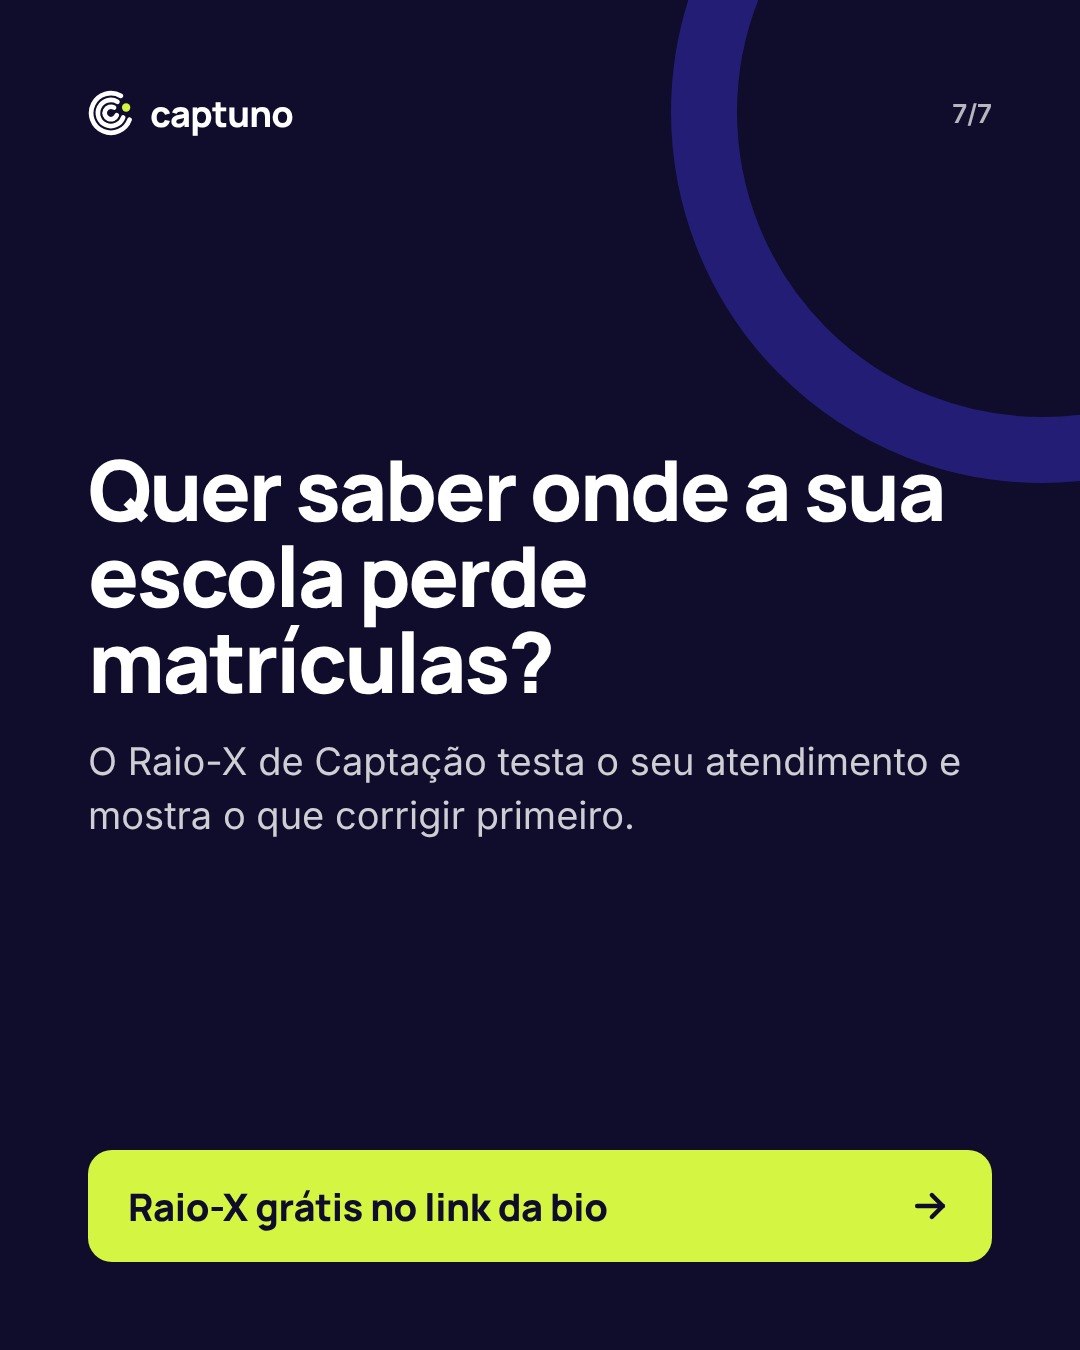 captuno
7/7
Quer saber onde a sua
escola perde
matrículas?
O Raio-X de Captação testa o seu atendimento e
mostra o que corrigir primeiro.
Raio-X grátis no link da bio →